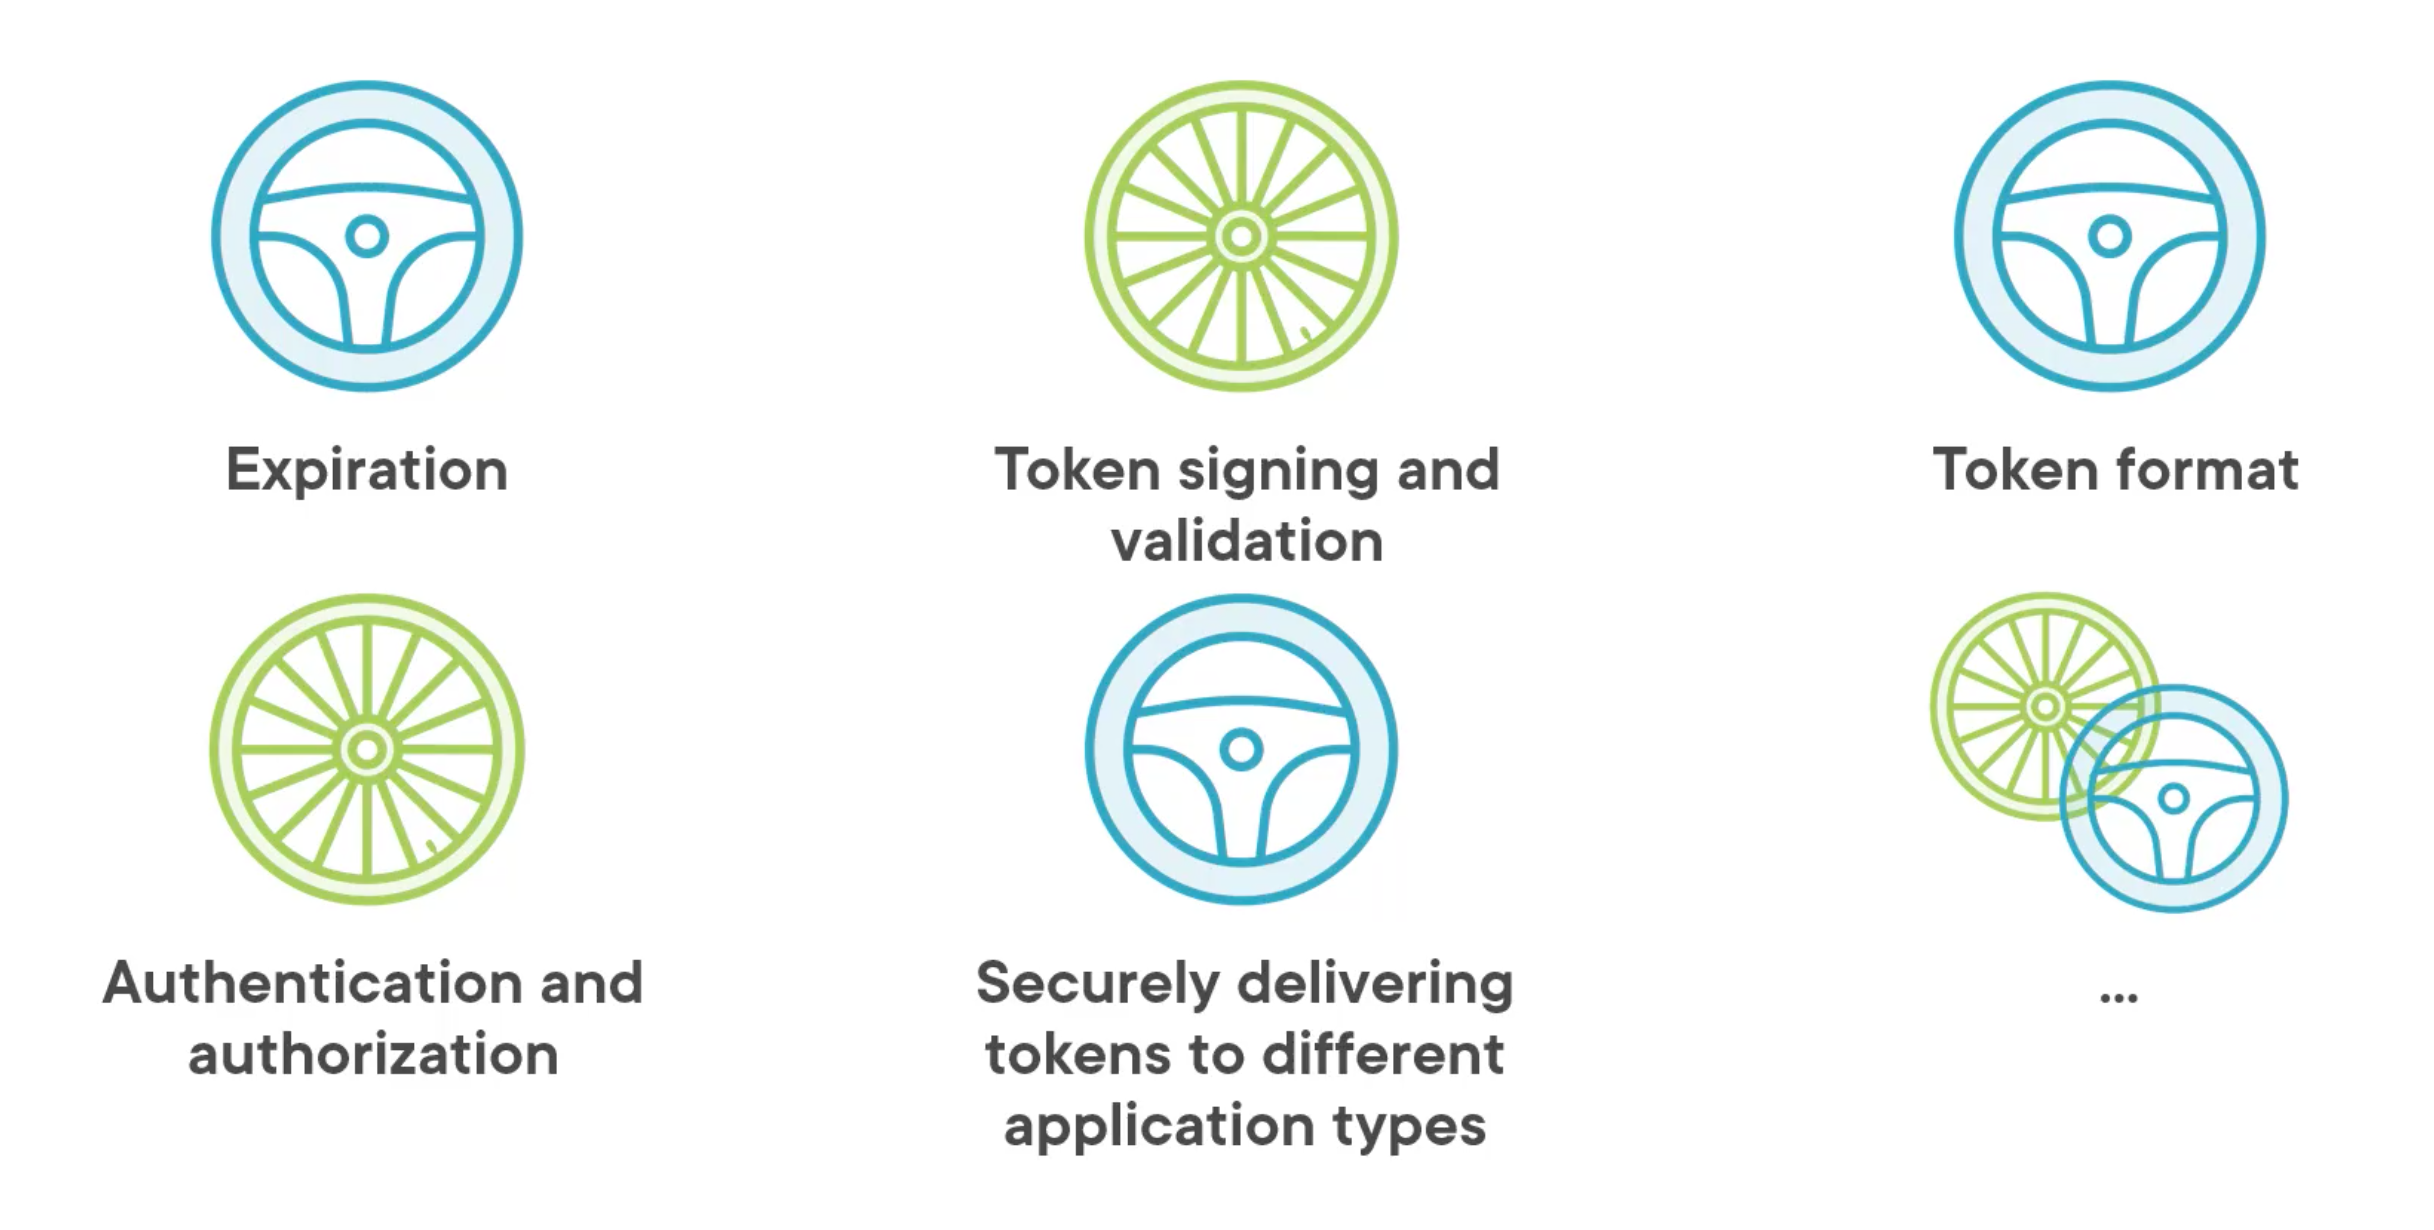 Expiration
Token signing and
validation
Token format
Authentication and
authorization
Securely delivering
tokens to different
application types
...